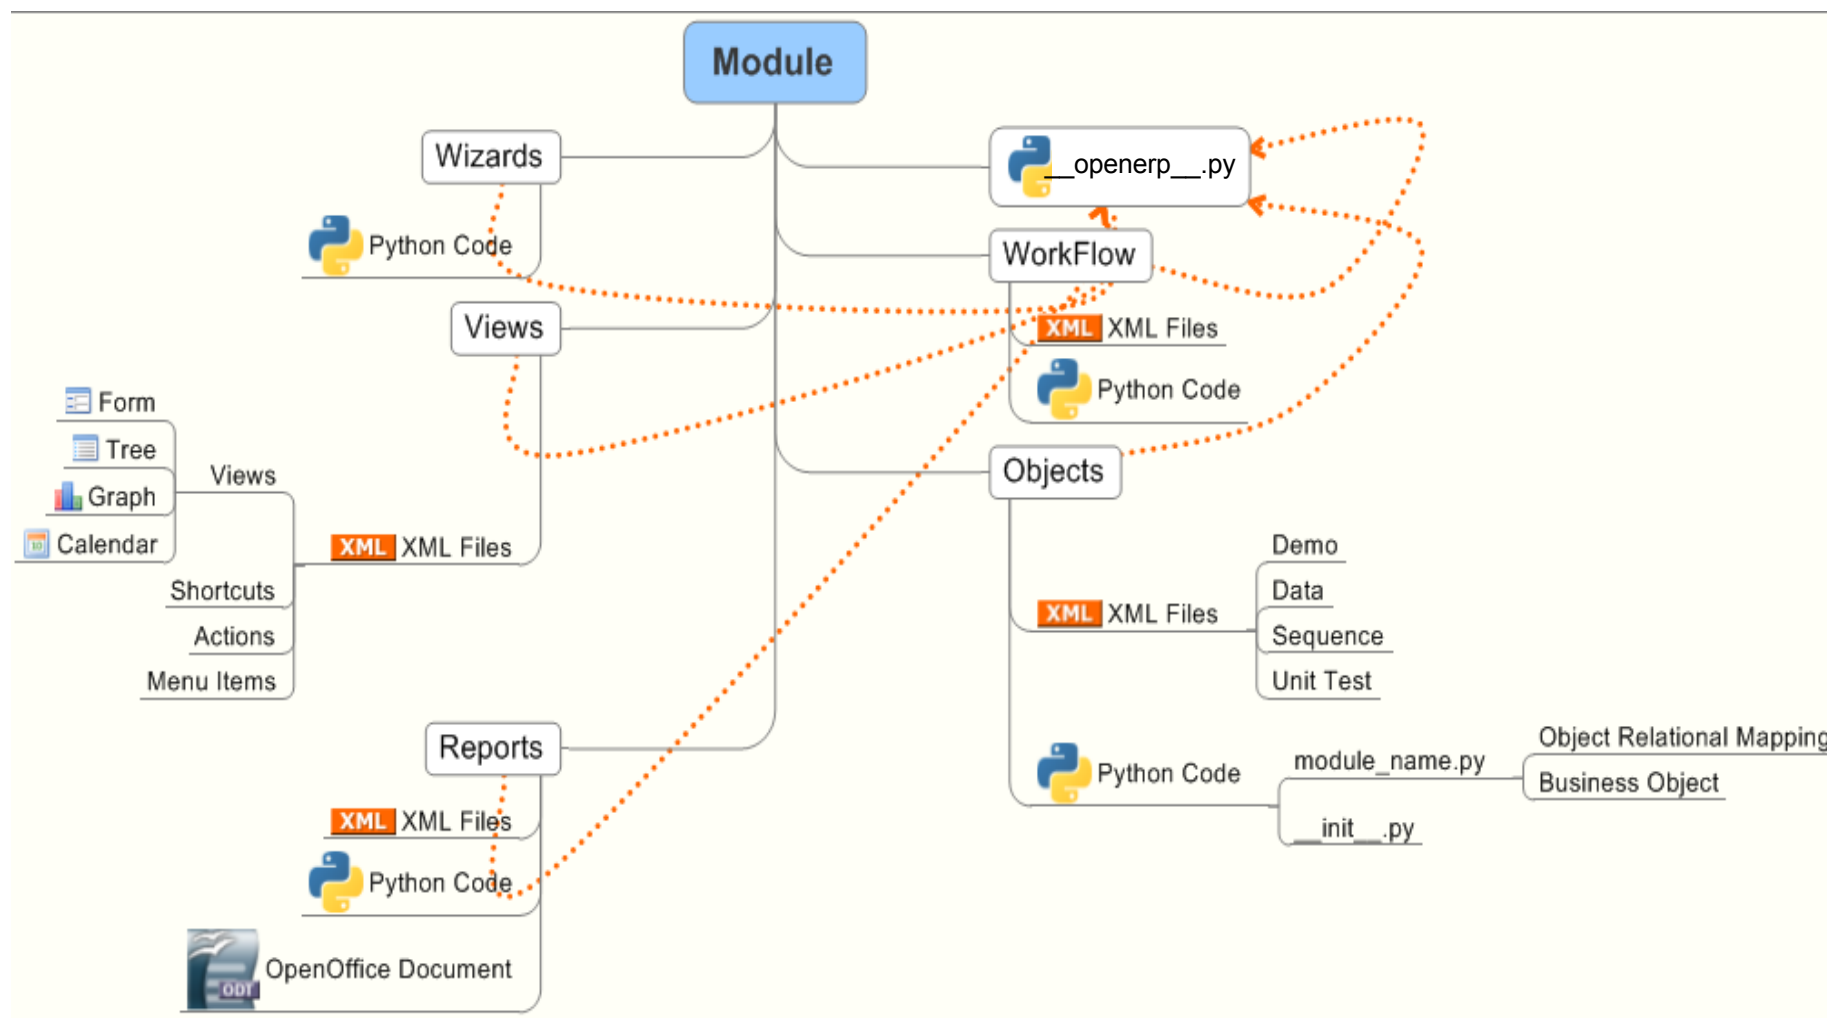 Module
Wizards
Python Code
Views
Form
Tree
Graph
Calendar
Views
Shortcuts
Actions
Menu Items
XML XML Files
Reports
XML XML Files
Python Code
ODT
OpenOffice Document
__openerp__.py
WorkFlow
XML XML Files
Python Code
Objects
XML XML Files
Demo
Data
Sequence
Unit Test
Python Code
module_name.py
Object Relational Mapping
Business Object
__init__.py